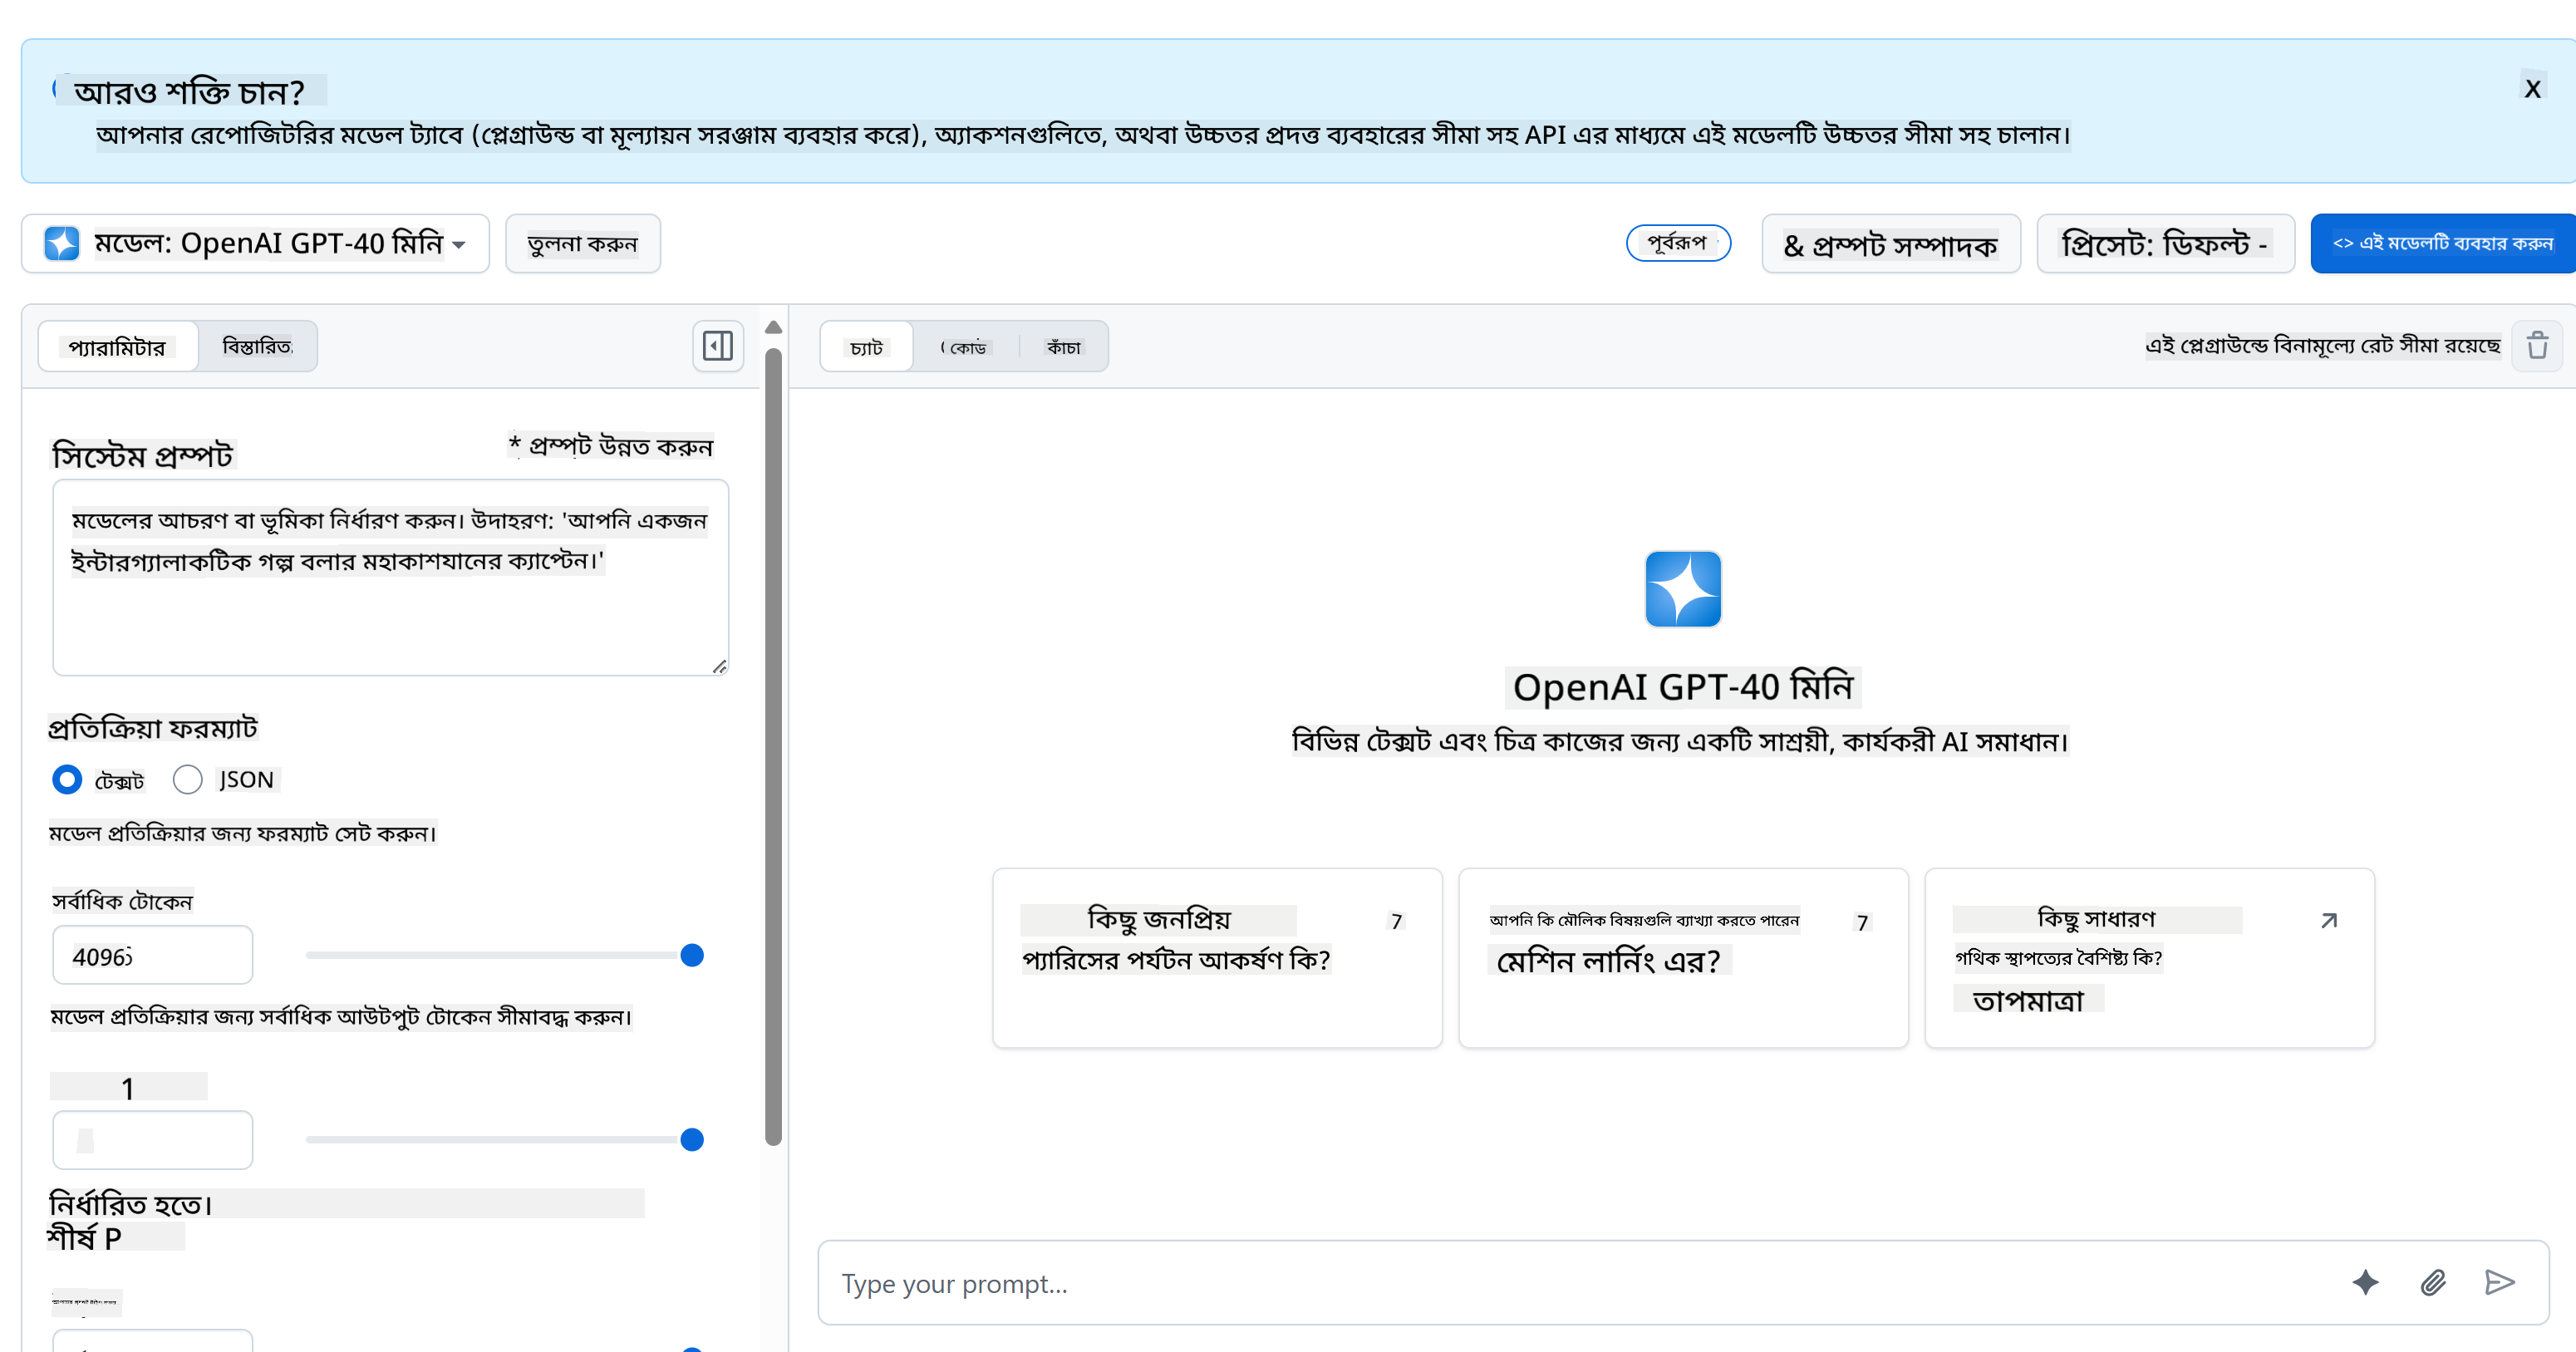 আরও শক্তি চান?
X
আপনার রেপোজিটরির মডেল ট্যাবে (প্লেগ্রাউন্ড বা মূল্যায়ন সরঞ্জাম ব্যবহার করে), অ্যাকশনগুলিতে, অথবা উচ্চতর প্রদত্ত ব্যবহারের সীমা সহ API এর মাধ্যমে এই মডেলটি উচ্চতর সীমা সহ চালান।
মডেল: OpenAI GPT-40 মিনি
তুলনা করুন
পূর্বরূপ
& প্রম্পট সম্পাদক
প্রিসেট: ডিফল্ট -
<> এই মডেলটি ব্যবহার করুন
প্যারামিটার
বিস্তারিত
চ্যাট
কোড
কাঁচা
এই প্লেগ্রাউন্ডে বিনামূল্যে রেট সীমা রয়েছে
সিস্টেম প্রম্পট
* প্রম্পট উন্নত করুন
মডেলের আচরণ বা ভূমিকা নির্ধারণ করুন। উদাহরণ: 'আপনি একজন
ইন্টারগ্যালাকটিক গল্প বলার মহাকাশযানের ক্যাপ্টেন।'
প্রতিক্রিয়া ফরম্যাট
টেক্সট
JSON
মডেল প্রতিক্রিয়ার জন্য ফরম্যাট সেট করুন।
সর্বাধিক টোকেন
4096
মডেল প্রতিক্রিয়ার জন্য সর্বাধিক আউটপুট টোকেন সীমাবদ্ধ করুন।
1
নির্ধারিত হতে।
শীর্ষ P
OpenAI GPT-40 মিনি
বিভিন্ন টেক্সট এবং চিত্র কাজের জন্য একটি সাশ্রয়ী, কার্যকরী AI সমাধান।
কিছু জনপ্রিয়
7
প্যারিসের পর্যটন আকর্ষণ কি?
আপনি কি মৌলিক বিষয়গুলি ব্যাখ্যা করতে পারেন
7
মেশিন লার্নিং এর?
কিছু সাধারণ
গথিক স্থাপত্যের বৈশিষ্ট্য কি?
তাপমাত্রা
Type your prompt...